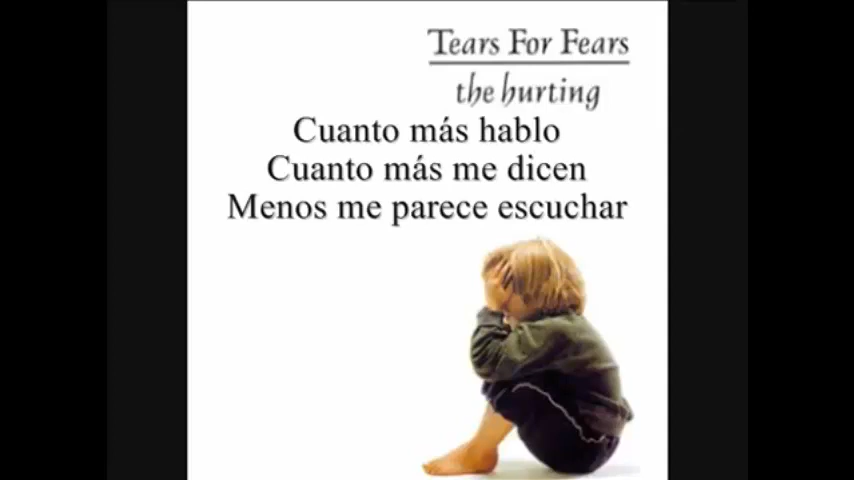 Tears For Fears
the hurting
Cuanto más hablo
Cuanto más me dicen
Menos me parece escuchar